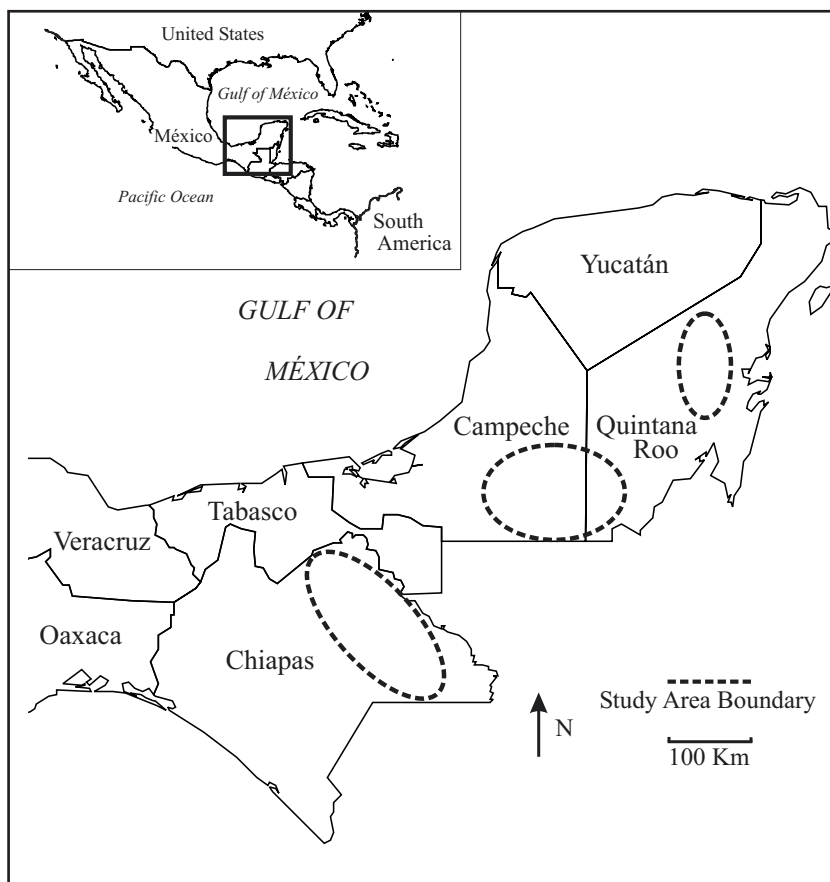 United States
Gulf of México
México
Pacific Ocean
South
America
GULF OF
MÉXICO
Yucatán
Campeche
Quintana
Roo
Tabasco
Veracruz
Oaxaca
Chiapas
Study Area Boundary
N
100 Km